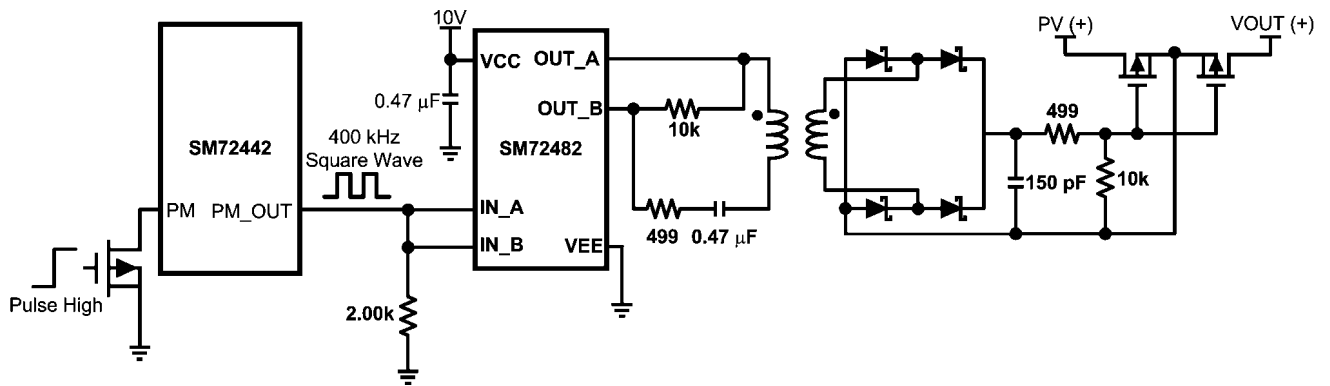 10V
PV (+)
VOUT (+)
VCC
OUT_A
0.47 µF
OUT_B
10k
499
SM72442
400 kHz
Square Wave
SM72482
150 pF
10k
PM
PM_OUT
IN_A
499
0.47 µF
IN_B
VEE
Pulse High
2.00k